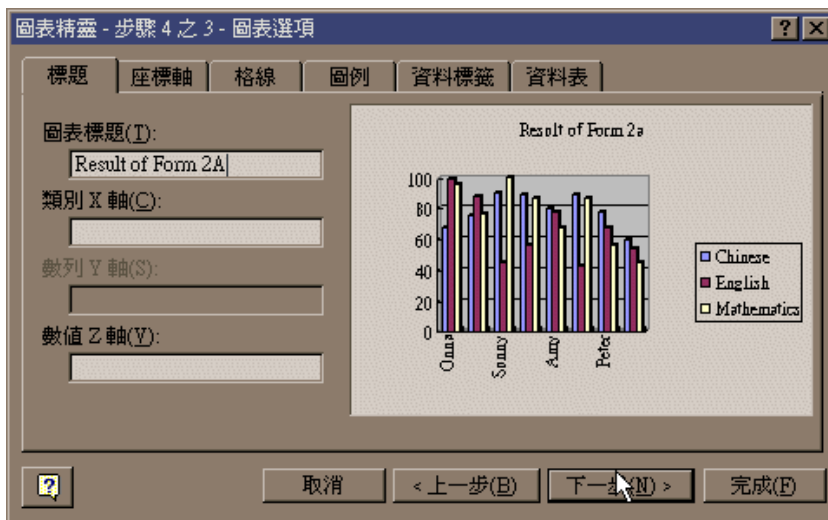 圖表精靈 - 步驟 4 之 3 - 圖表選項
標題 座標軸 格線 圖例 資料標籤 資料表
圖表標題(T):
Result of Form 2A
類別 X 軸(C):
數列 Y 軸(S):
數值 Z 軸(V):
Result of Form 2a
100
80
60
40
20
0
Onna Sonny Amy Peter
Chinese
English
Mathematics
取消 < 上一步(B) 下一步(N) > 完成(F)